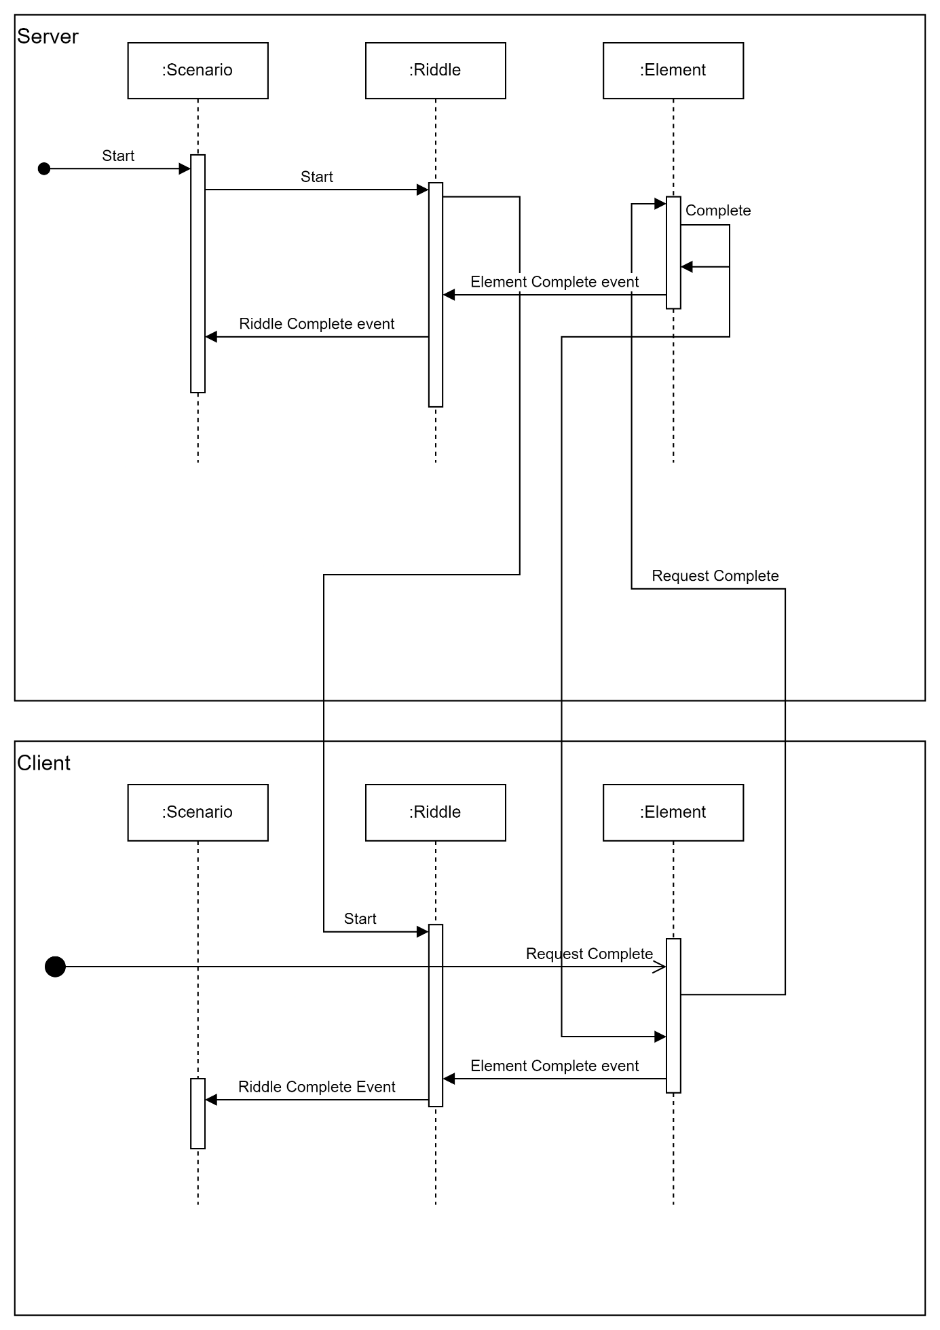 Server
:Scenario
:Riddle
:Element
Start
Start
Complete
Element Complete event
Riddle Complete event
Request Complete
Client
:Scenario
:Riddle
:Element
Start
Request Complete
Element Complete event
Riddle Complete Event